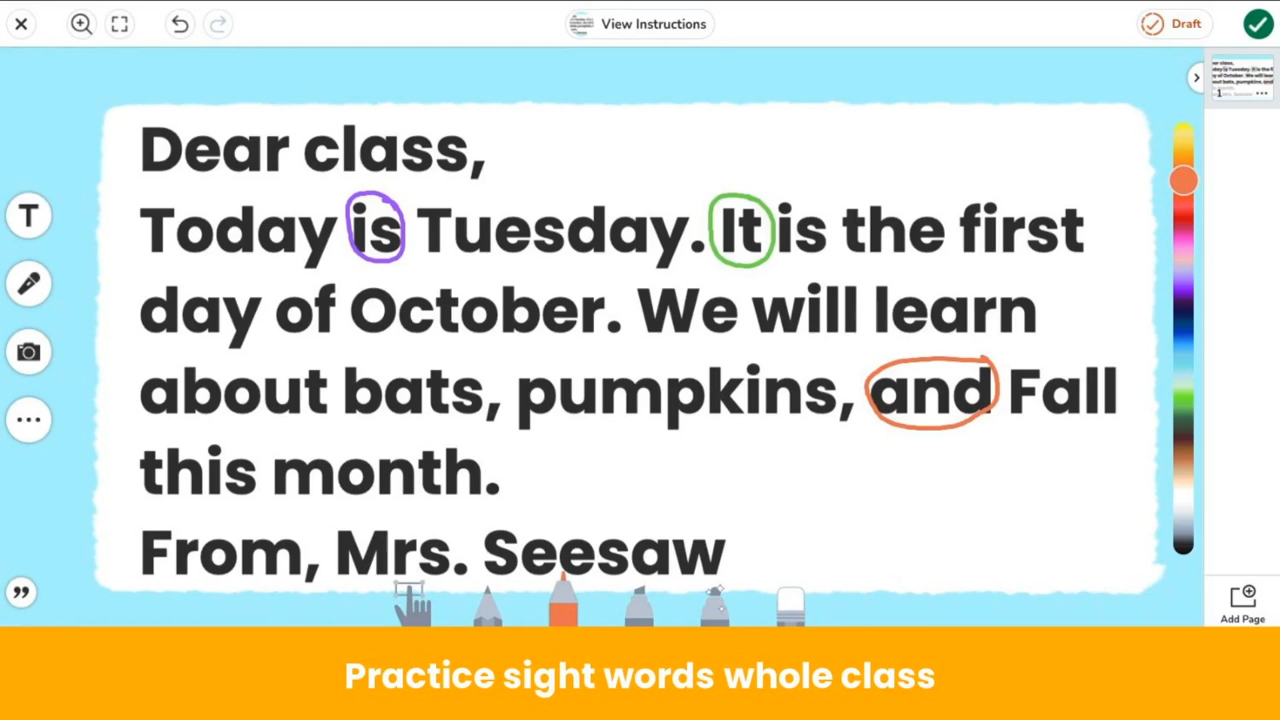 View Instructions
Draft
T
Dear class,
Today is Tuesday. It is the first
day of October. We will learn
about bats, pumpkins, and Fall
this month.
From, Mrs. Seesaw
1
Add Page
Practice sight words whole class